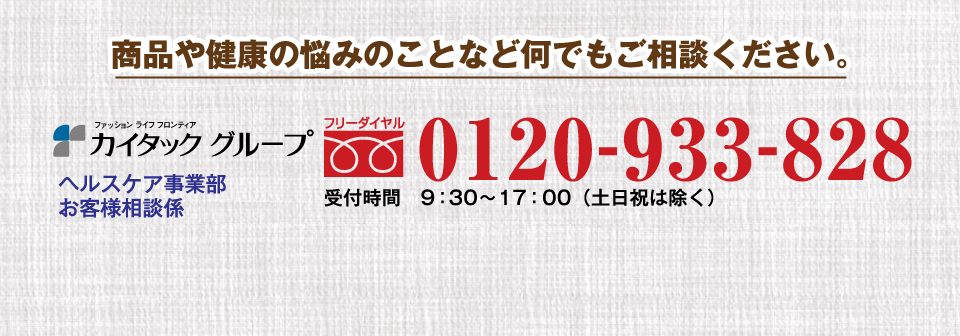 商品や健康の悩みのことなど何でもご相談ください。
ファッション ライフ フロンティア
カイタック グループ
ヘルスケア事業部
お客様相談係
フリーダイヤル
0120-933-828
受付時間　9：30〜17：00（土日祝は除く）